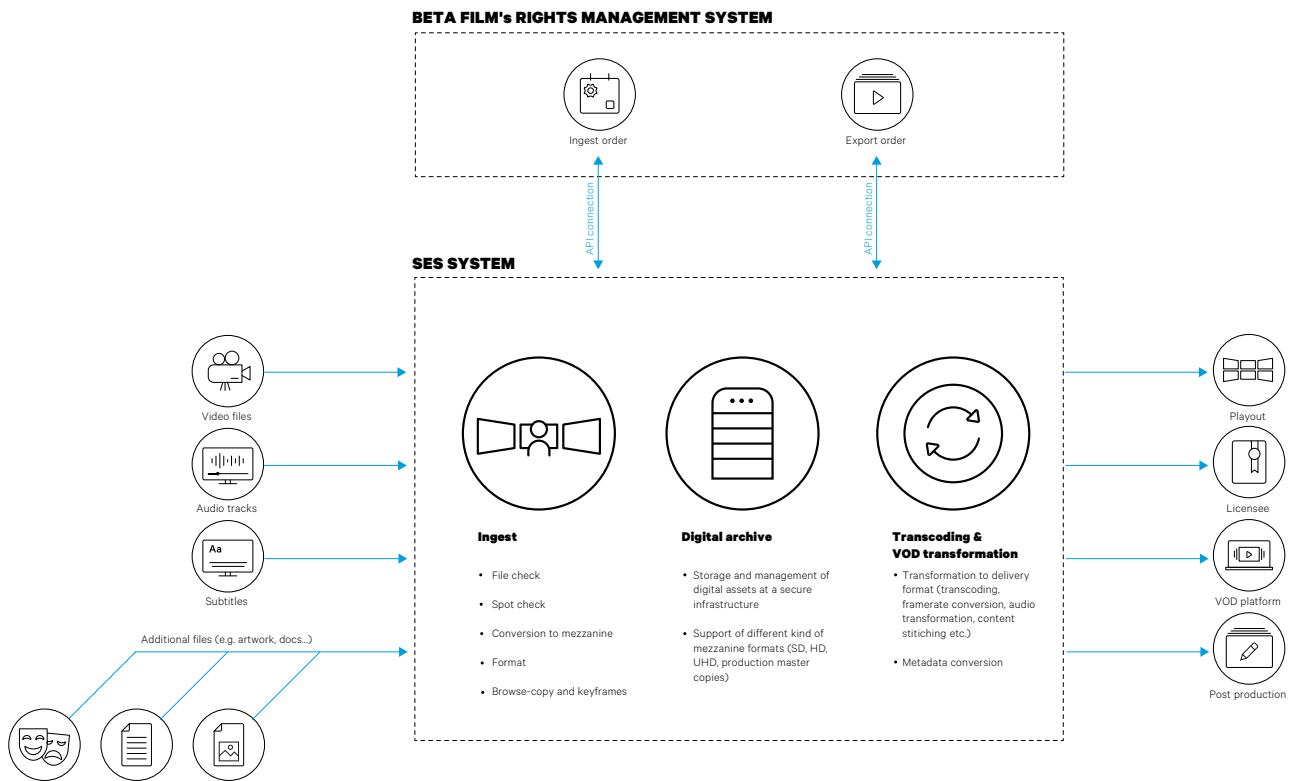 BETA FILM's RIGHTS MANAGEMENT SYSTEM
Ingest order
Export order
API connection
API connection
SES SYSTEM
Video files
Audio tracks
Aa
Subtitles
Additional files (e.g. artwork, docs...)
Ingest
• File check
• Spot check
• Conversion to mezzanine
• Format
• Browse-copy and keyframes
Digital archive
• Storage and management of
digital assets at a secure
infrastructure
• Support of different kind of
mezzanine formats (SD, HD,
UHD, production master
copies)
Transcoding &
VOD transformation
• Transformation to delivery
format (transcoding,
framerate conversion, audio
transformation, content
stitiching etc.)
• Metadata conversion
Playout
Licensee
VOD platform
Post production